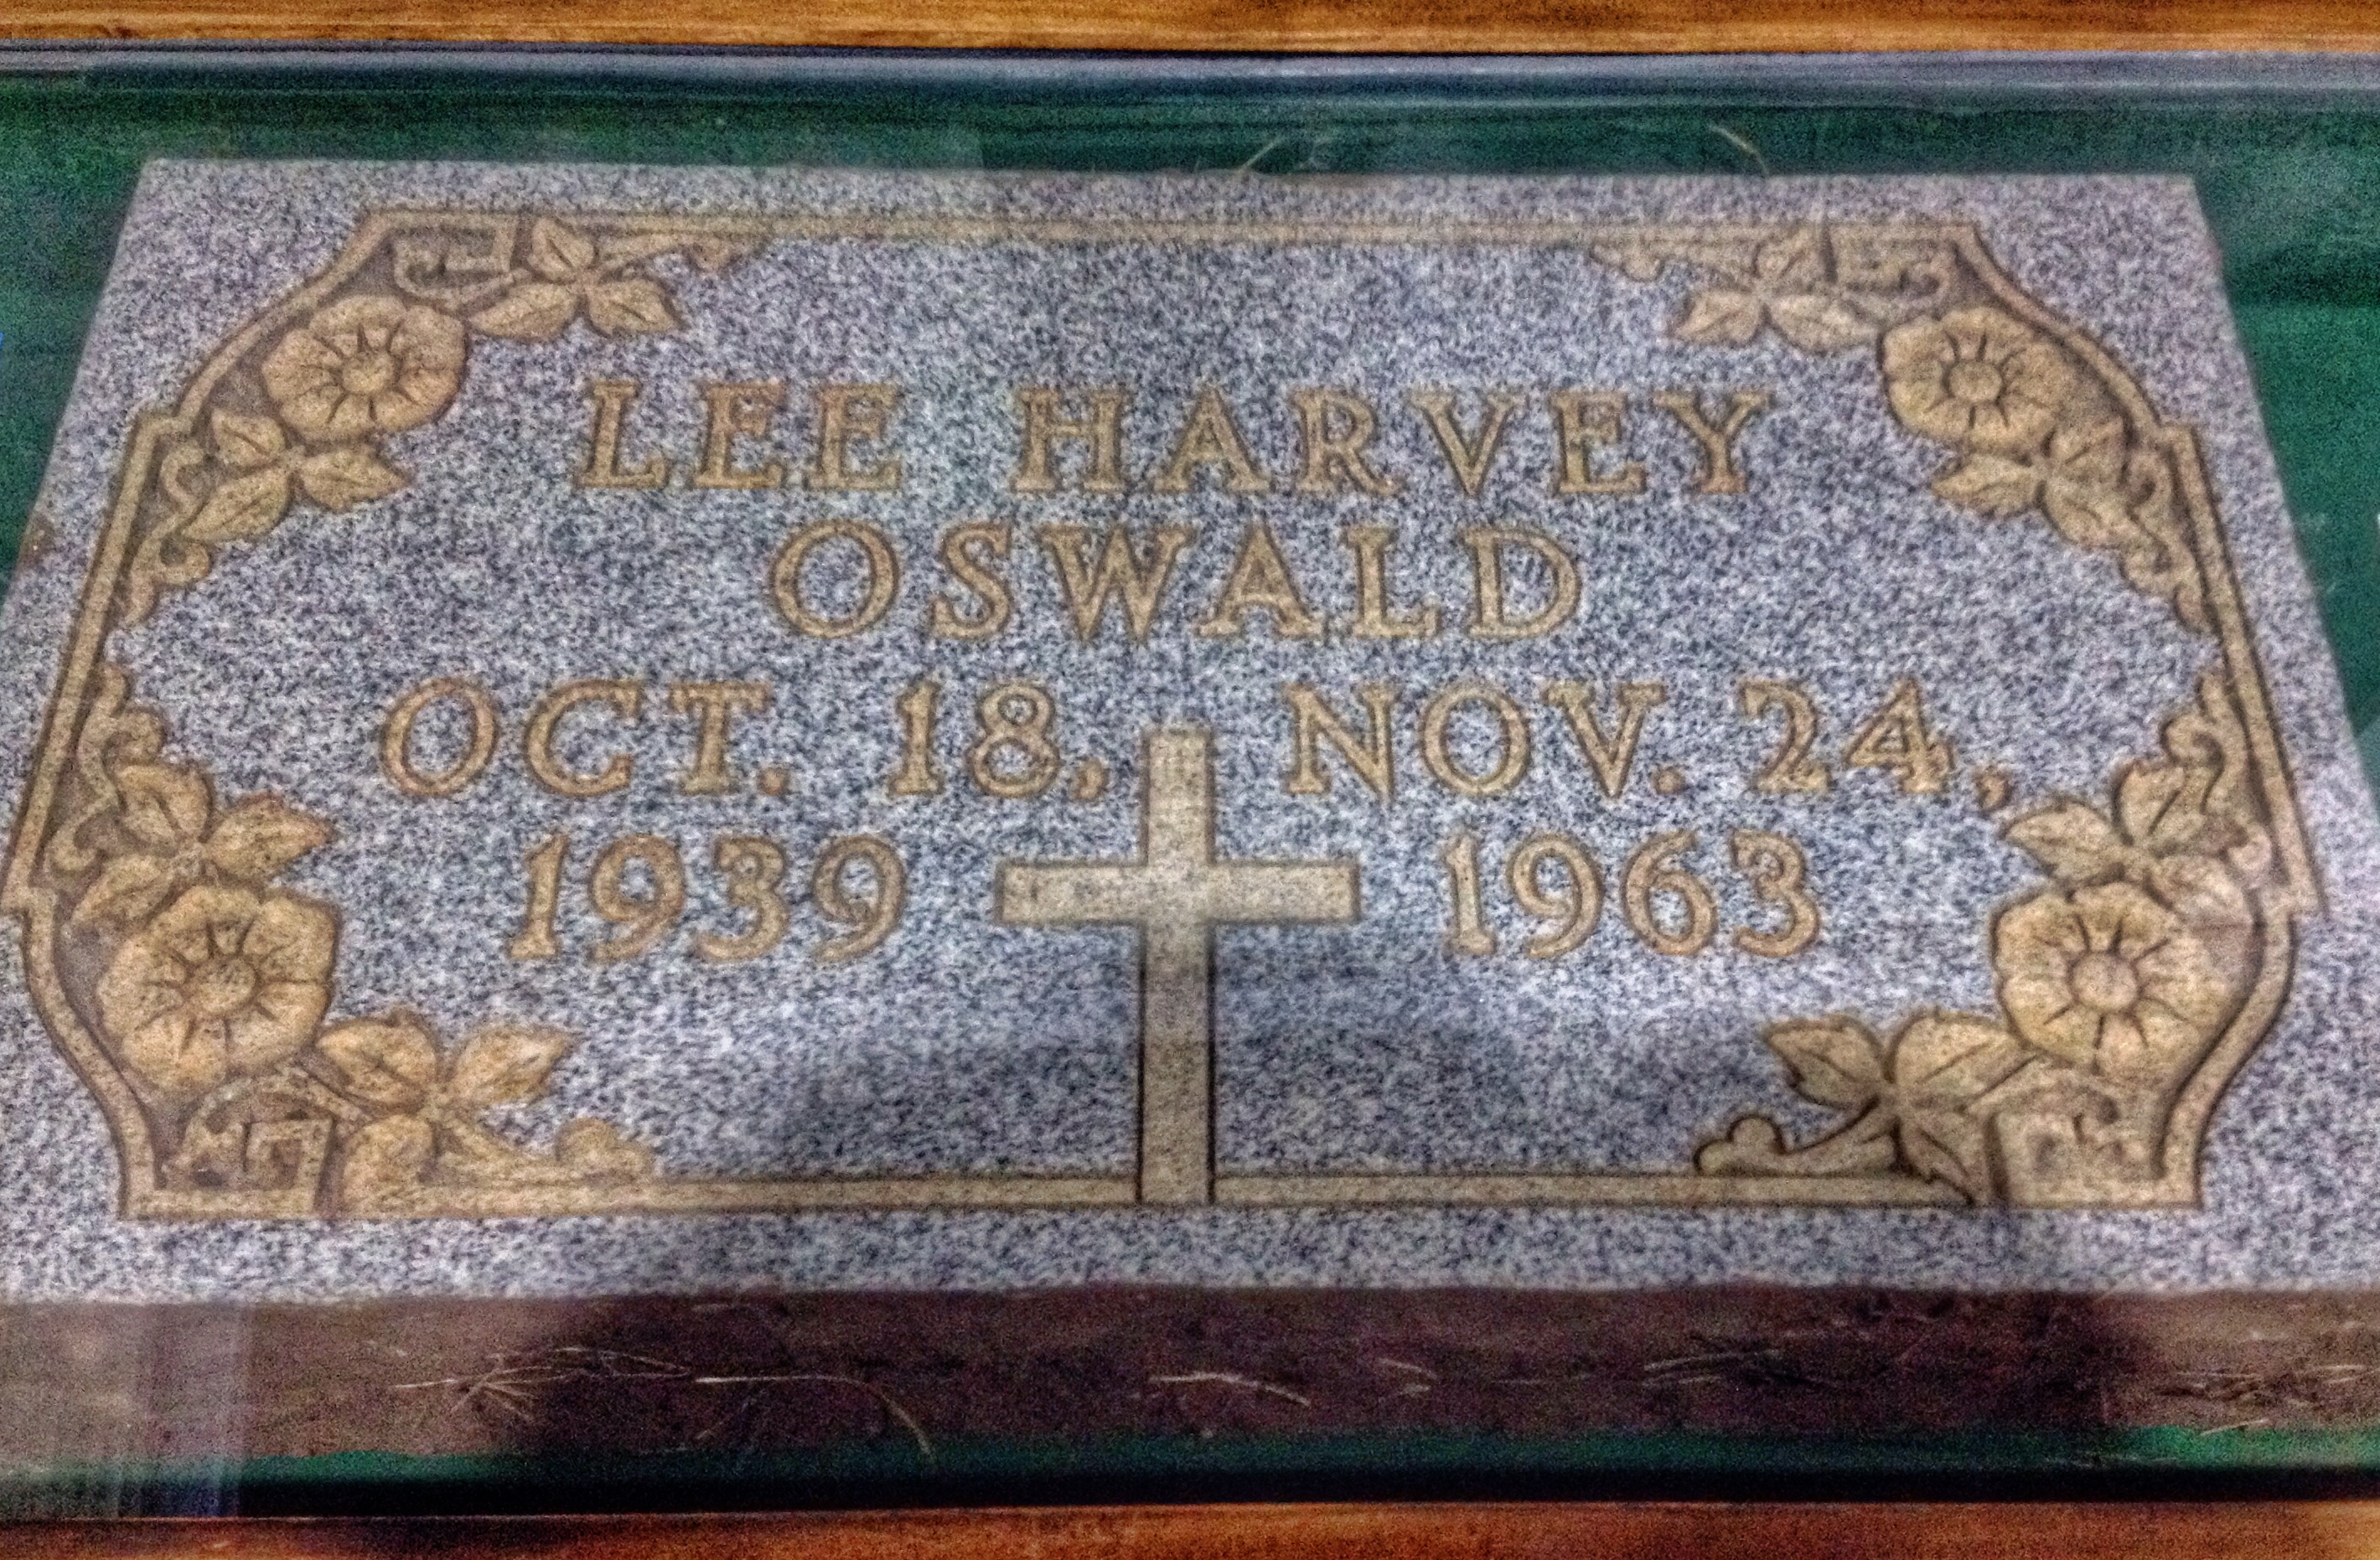 LEE HARVEY
OSWALD
OCT. 18, NOV. 24,
1939 1963